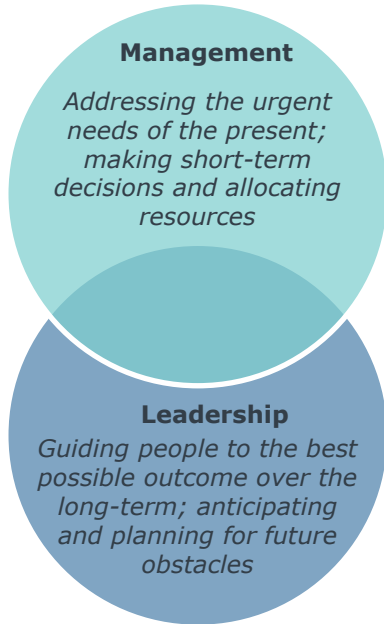 Management
Addressing the urgent
needs of the present;
making short-term
decisions and allocating
resources
Leadership
Guiding people to the best
possible outcome over the
long-term; anticipating
and planning for future
obstacles